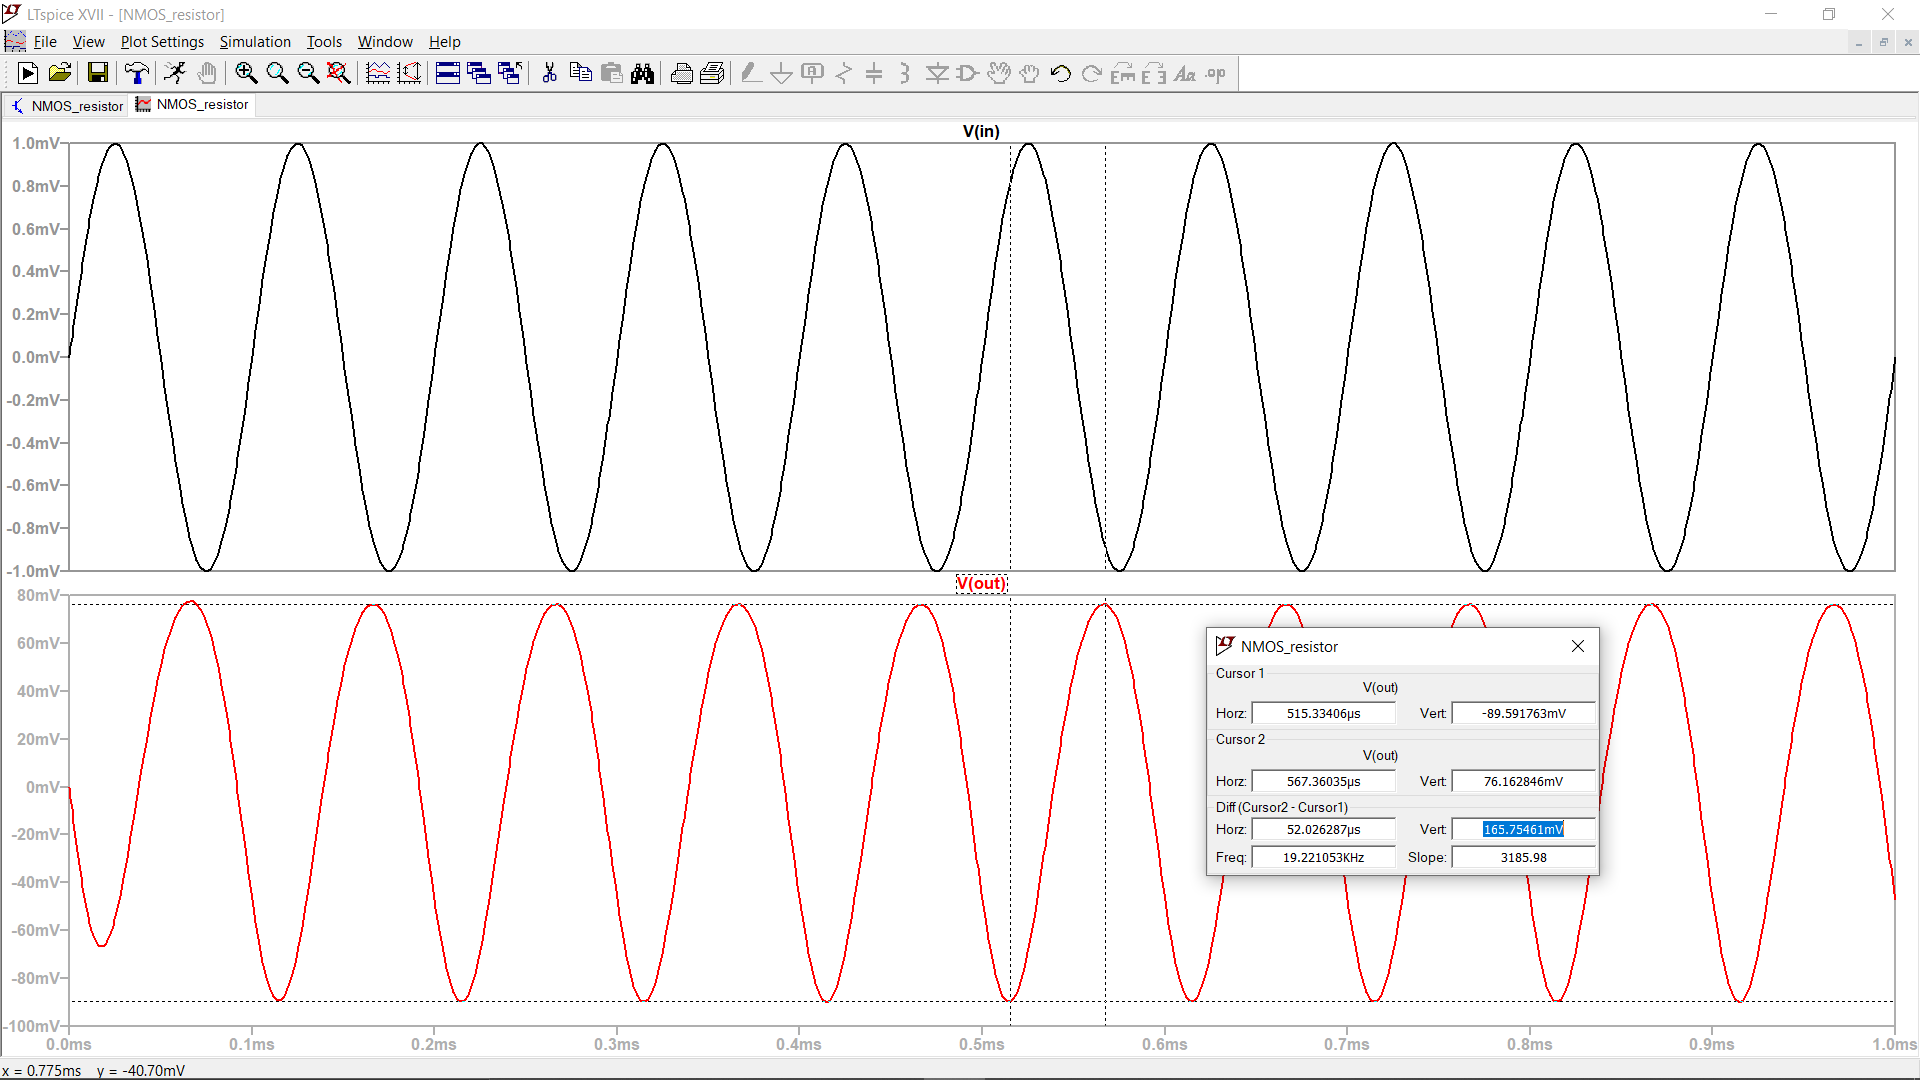 LTspice XVII - [NMOS_resistor]
File View Plot Settings Simulation Tools Window Help
A Aa .op
NMOS_resistor NMOS_resistor
V(in)
1.0mV
0.8mV
0.6mV
0.4mV
0.2mV
0.0mV
-0.2mV
-0.4mV
-0.6mV
-0.8mV
-1.0mV
V(out)
80mV
60mV
40mV
20mV
0mV
-20mV
-40mV
-60mV
-80mV
-100mV
0.0ms 0.1ms 0.2ms 0.3ms 0.4ms 0.5ms 0.6ms 0.7ms 0.8ms 0.9ms 1.0ms
NMOS_resistor
Cursor 1
V(out)
Horz: 515.33406µs Vert: -89.591763mV
Cursor 2
V(out)
Horz: 567.36035µs Vert: 76.162846mV
Diff (Cursor2 - Cursor1)
Horz: 52.026287µs Vert: 165.75461mV
Freq: 19.221053KHz Slope: 3185.98
x = 0.775ms y = -40.70mV